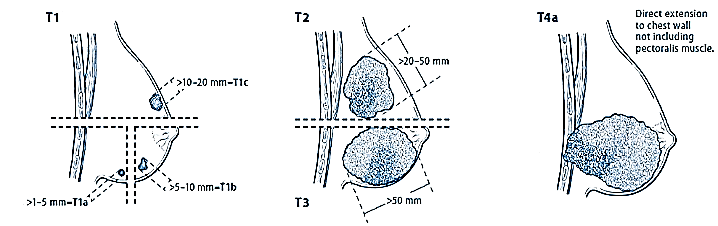 T1
>10–20 mm=T1c
>5–10 mm=T1b
>1–5 mm=T1a
T2
>20–50 mm
T3
>50 mm
T4a
Direct extension
to chest wall
not including
pectoralis muscle.